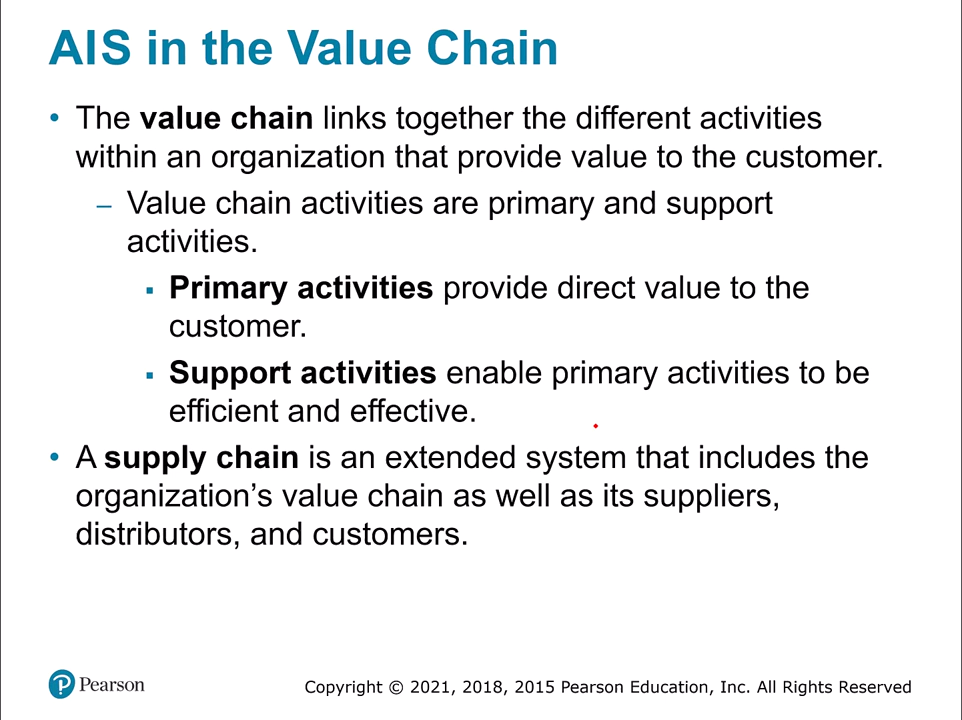 AIS in the Value Chain
• The value chain links together the different activities
within an organization that provide value to the customer.
– Value chain activities are primary and support
activities.
▪ Primary activities provide direct value to the
customer.
▪ Support activities enable primary activities to be
efficient and effective.
• A supply chain is an extended system that includes the
organization’s value chain as well as its suppliers,
distributors, and customers.
P Pearson
Copyright © 2021, 2018, 2015 Pearson Education, Inc. All Rights Reserved